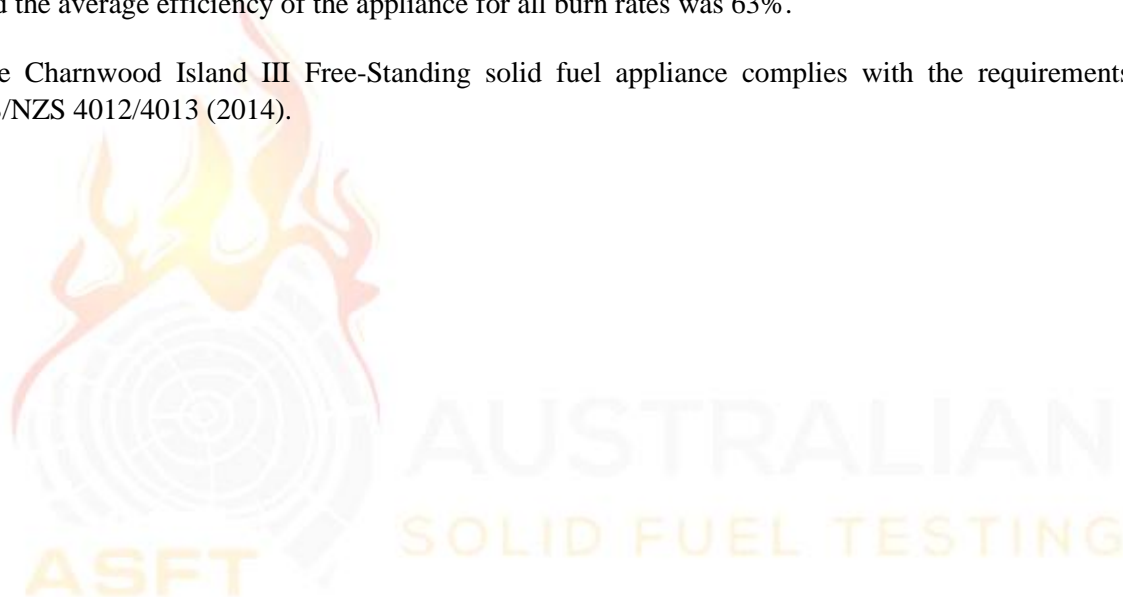 the average efficiency of the appliance for all burn rates was 63%.
Charnwood Island III Free-Standing solid fuel appliance complies with the requirements
/NZS 4012/4013 (2014).
AUSTRALIAN
SOLID FUEL TESTING
ASFT